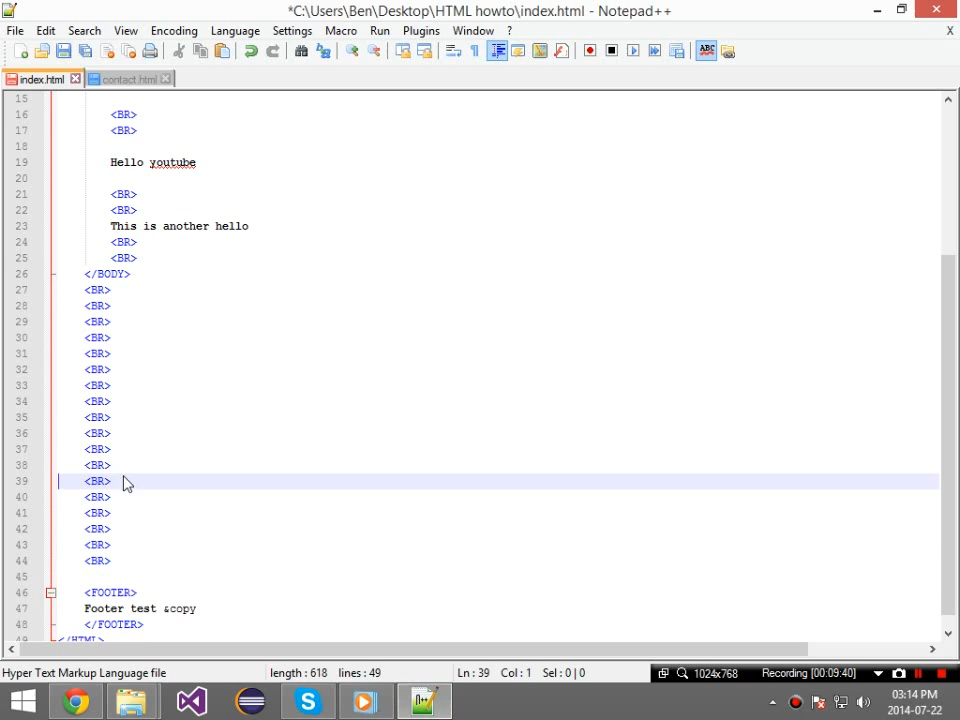 *C:\Users\Ben\Desktop\HTML howto\index.html - Notepad++
File Edit Search View Encoding Language Settings Macro Run Plugins Window ? X
index.html contact.html
15
16 <BR>
17 <BR>
18
19 Hello youtube
20
21 <BR>
22 <BR>
23 This is another hello
24 <BR>
25 <BR>
26 </BODY>
27 <BR>
28 <BR>
29 <BR>
30 <BR>
31 <BR>
32 <BR>
33 <BR>
34 <BR>
35 <BR>
36 <BR>
37 <BR>
38 <BR>
39 <BR>
40 <BR>
41 <BR>
42 <BR>
43 <BR>
44 <BR>
45
46 <FOOTER>
47 Footer test &copy
48 </FOOTER>
49 </HTML>
Hyper Text Markup Language file length : 618 lines : 49 Ln : 39 Col : 1 Sel : 0 | 0 1024x768 Recording [00:09:40]
03:14 PM
2014-07-22